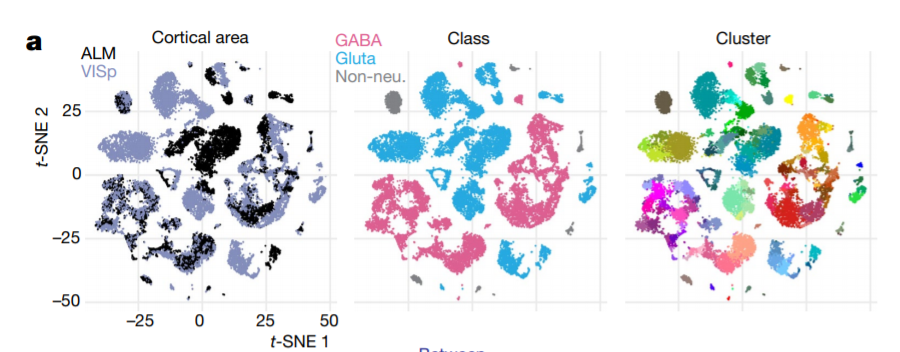 a
Cortical area
Class
Cluster
ALM
VISp
GABA
Gluta
Non-neu.
t-SNE 2
25
0
−25
−50
−25
0
25
50
t-SNE 1
Between